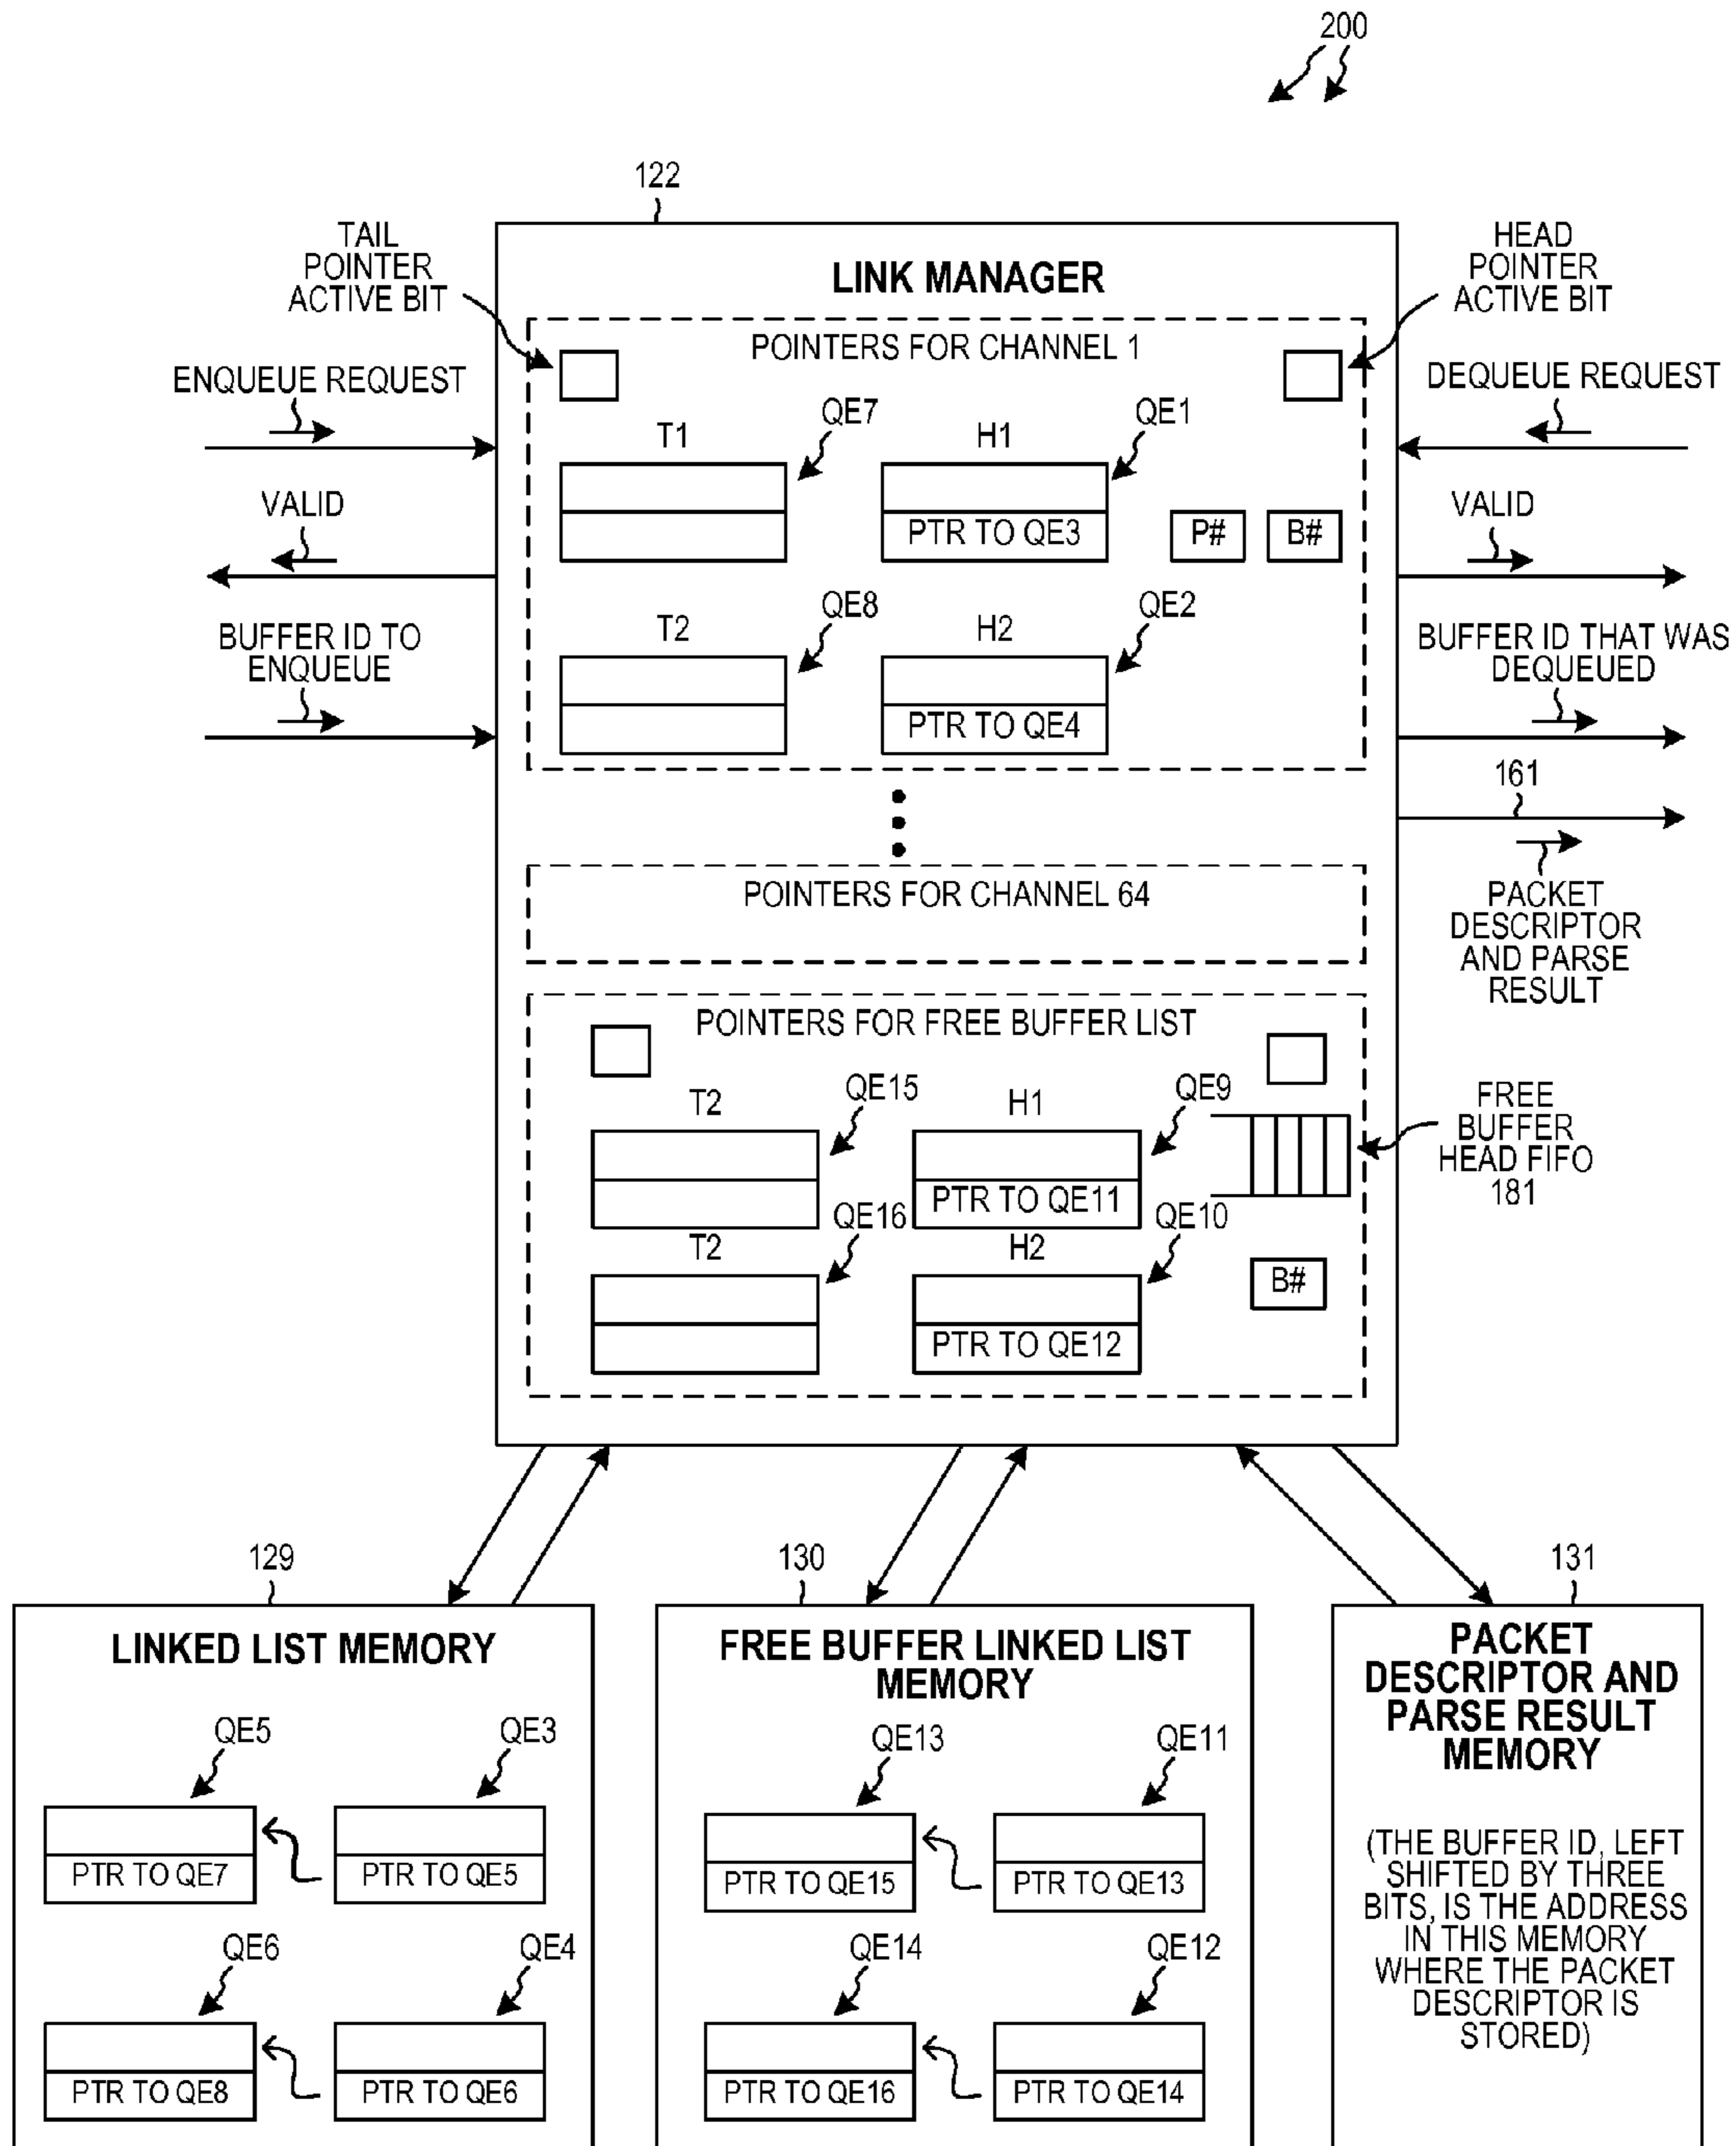 200
122
TAIL
POINTER
ACTIVE BIT
HEAD
POINTER
ACTIVE BIT
LINK MANAGER
POINTERS FOR CHANNEL 1
ENQUEUE REQUEST
DEQUEUE REQUEST
T1
QE7
H1
QE1
VALID
PTR TO QE3
P#
B#
VALID
T2
QE8
H2
QE2
BUFFER ID TO
ENQUEUE
BUFFER ID THAT WAS
DEQUEUED
PTR TO QE4
161
POINTERS FOR CHANNEL 64
PACKET
DESCRIPTOR
AND PARSE
RESULT
POINTERS FOR FREE BUFFER LIST
T2
QE15
H1
QE9
PTR TO QE11
FREE
BUFFER
HEAD FIFO
181
T2
QE16
H2
QE10
B#
PTR TO QE12
129
130
131
LINKED LIST MEMORY
QE5
QE3
PTR TO QE7
PTR TO QE5
QE6
QE4
PTR TO QE8
PTR TO QE6
FREE BUFFER LINKED LIST
MEMORY
QE13
QE11
PTR TO QE15
PTR TO QE13
QE14
QE12
PTR TO QE16
PTR TO QE14
PACKET
DESCRIPTOR AND
PARSE RESULT
MEMORY
(THE BUFFER ID, LEFT
SHIFTED BY THREE
BITS, IS THE ADDRESS
IN THIS MEMORY
WHERE THE PACKET
DESCRIPTOR IS
STORED)